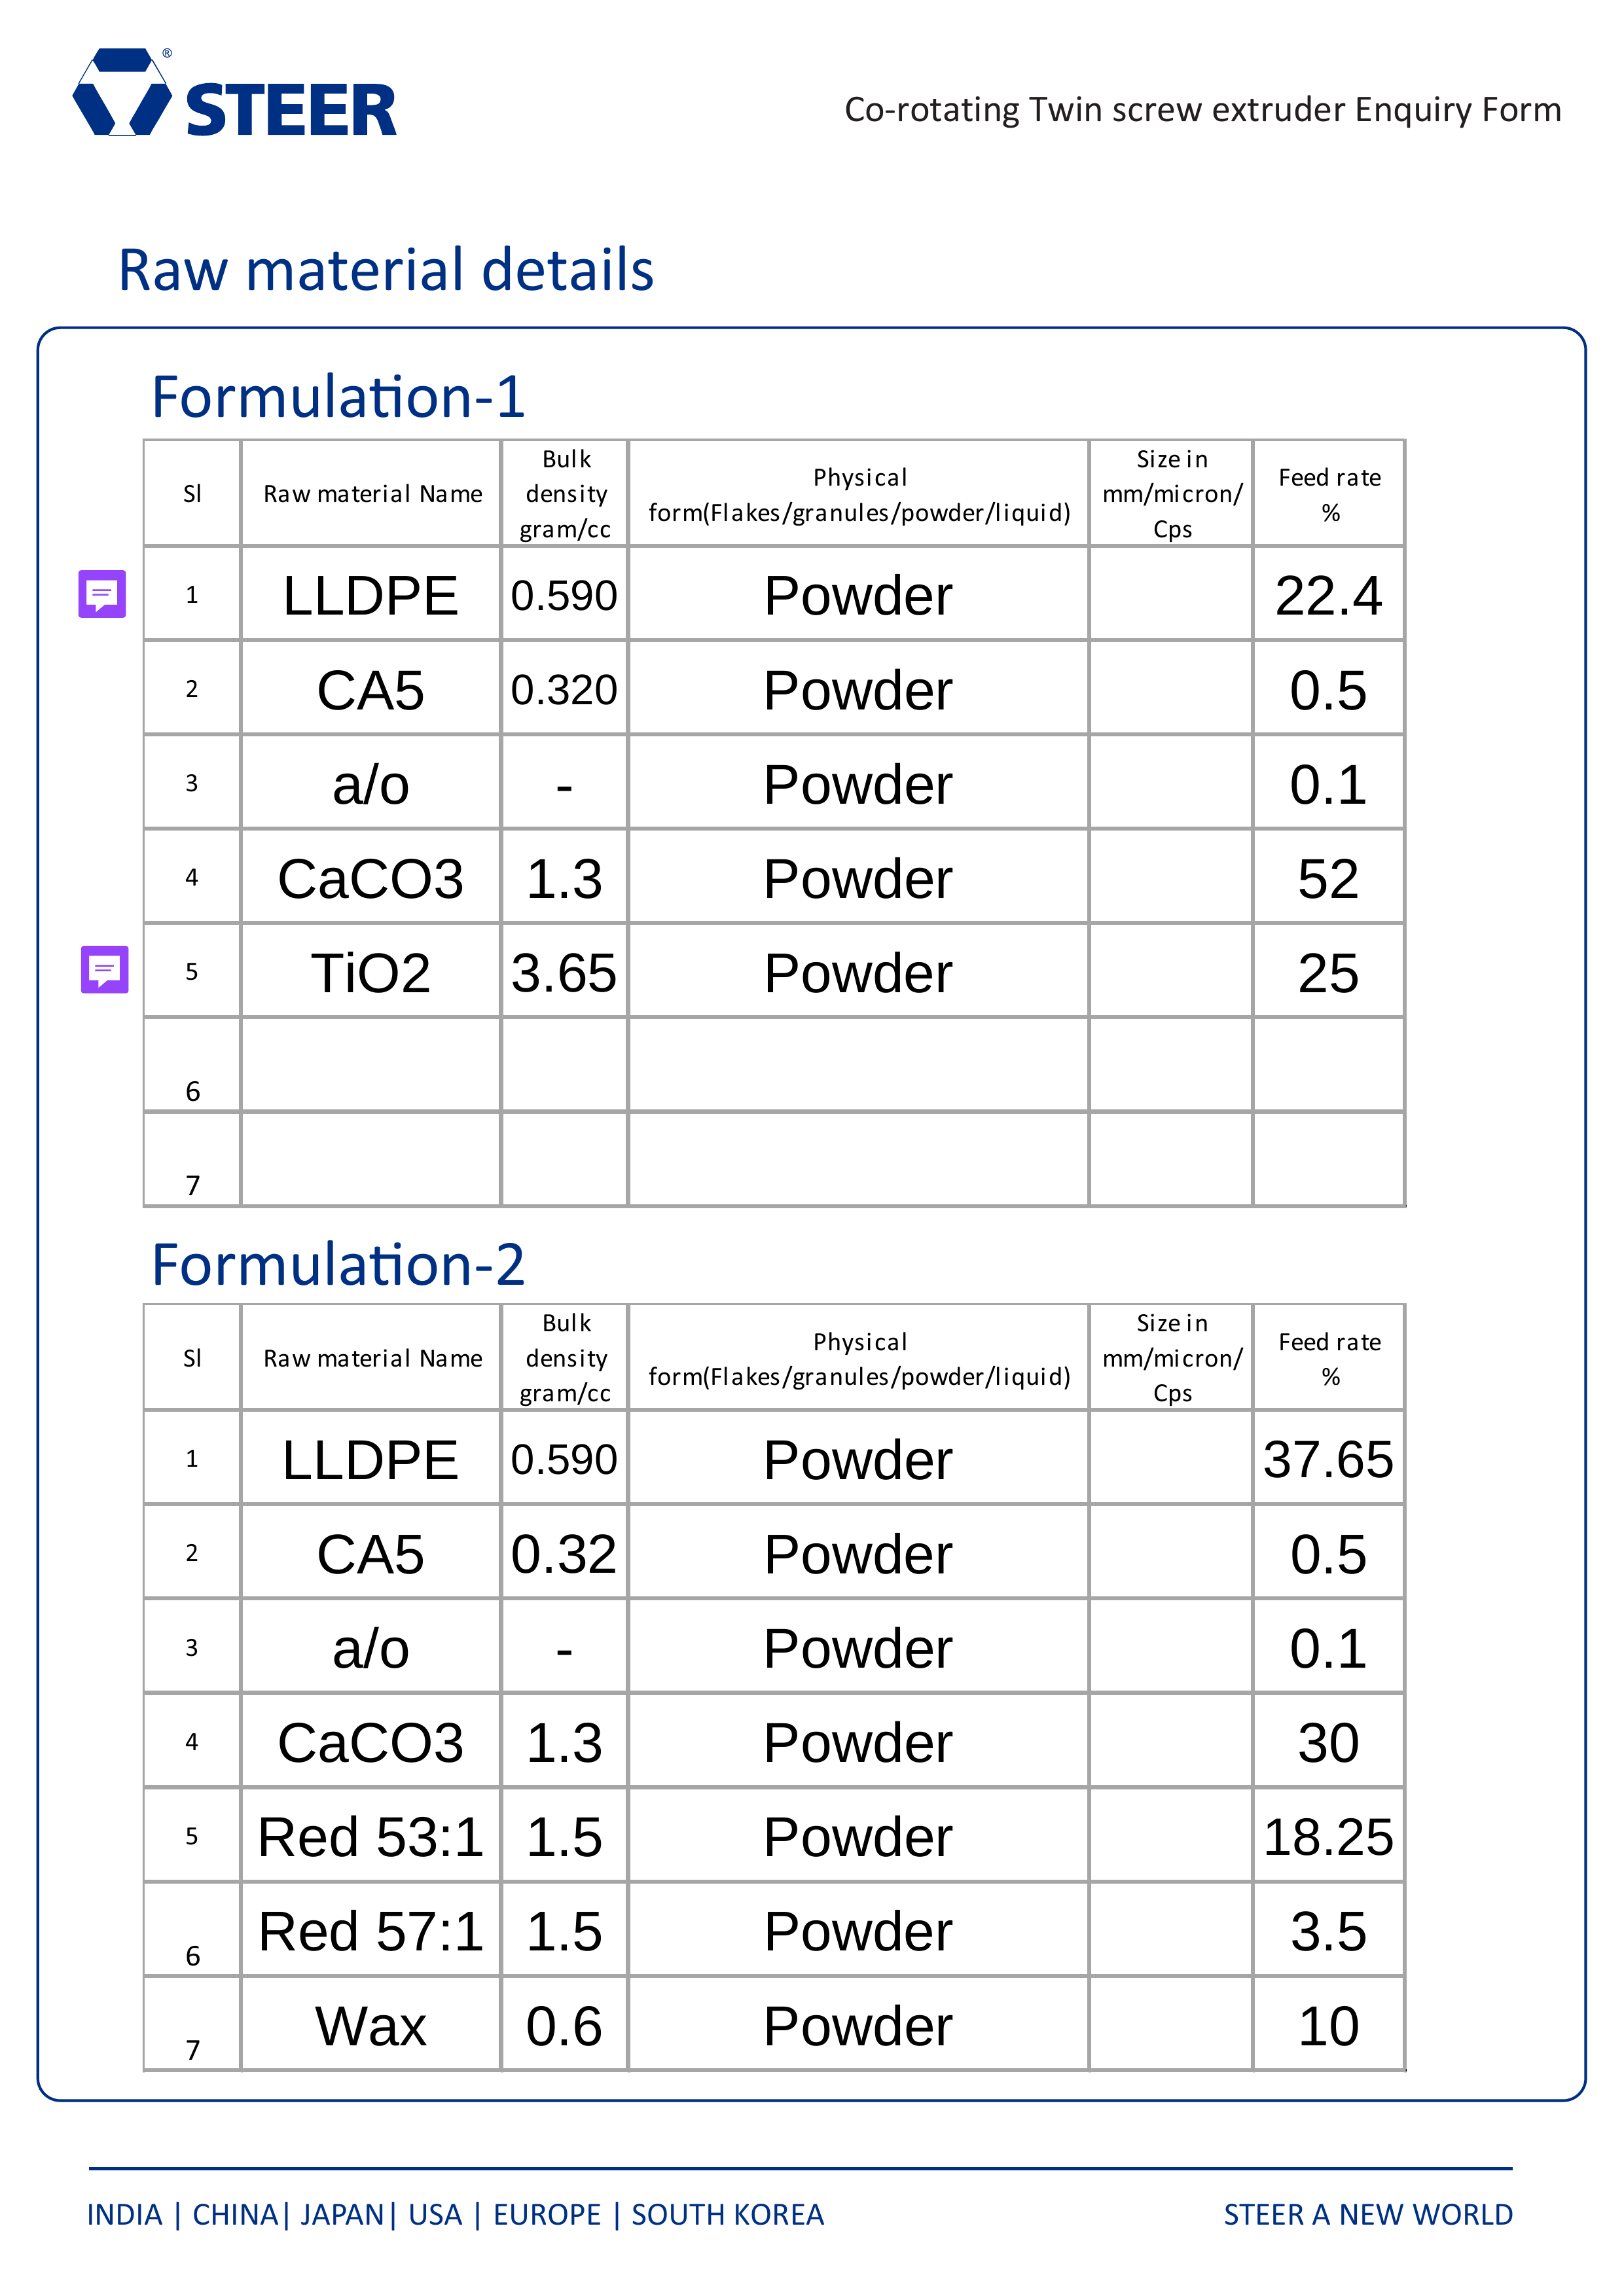 ® STEER
Co-rotating Twin screw extruder Enquiry Form
Raw material details
Formulation-1
Sl Raw material Name Bulk density gram/cc Physical form(Flakes/granules/powder/liquid) Size in mm/micron/ Cps Feed rate %
1 LLDPE 0.590 Powder 22.4
2 CA5 0.320 Powder 0.5
3 a/o - Powder 0.1
4 CaCO3 1.3 Powder 52
5 TiO2 3.65 Powder 25
6
7
Formulation-2
Sl Raw material Name Bulk density gram/cc Physical form(Flakes/granules/powder/liquid) Size in mm/micron/ Cps Feed rate %
1 LLDPE 0.590 Powder 37.65
2 CA5 0.32 Powder 0.5
3 a/o - Powder 0.1
4 CaCO3 1.3 Powder 30
5 Red 53:1 1.5 Powder 18.25
6 Red 57:1 1.5 Powder 3.5
7 Wax 0.6 Powder 10
INDIA | CHINA| JAPAN| USA | EUROPE | SOUTH KOREA STEER A NEW WORLD